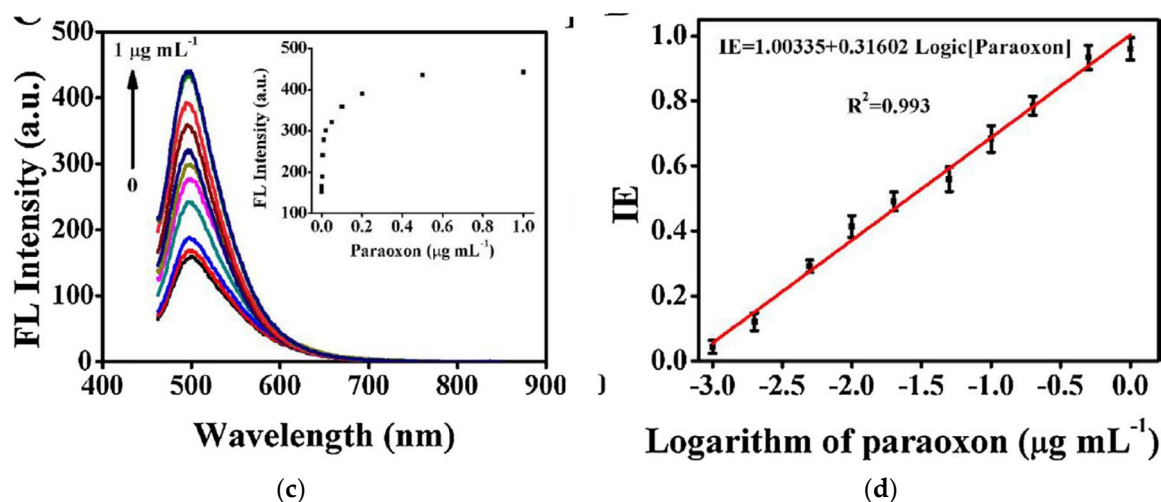 1 μg mL⁻¹
0
FL Intensity (a.u.)
500
400
300
200
100
0
400 500 600 700 800 900
Wavelength (nm)
FL Intensity (a.u.)
500
400
300
200
100
0.0 0.2 0.4 0.6 0.8 1.0
Paraoxon (μg mL⁻¹)
(c)
IE=1.00335+0.31602 Logic[Paraoxon]
R²=0.993
IE
1.0
0.8
0.6
0.4
0.2
0.0
-3.0 -2.5 -2.0 -1.5 -1.0 -0.5 0.0
Logarithm of paraoxon (μg mL⁻¹)
(d)